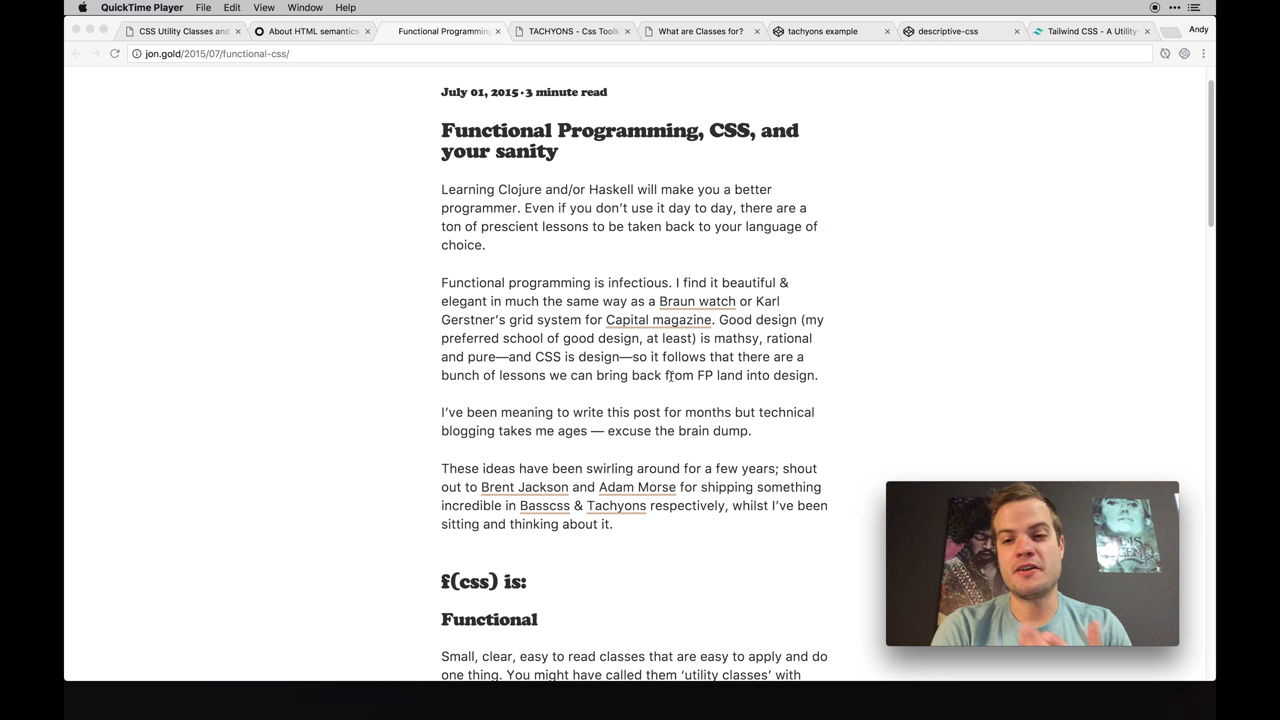 QuickTime Player File Edit View Window Help
CSS Utility Classes and
About HTML semantics
Functional Programming
TACHYONS - Css Toolk
What are Classes for?
tachyons example
descriptive-css
Tailwind CSS - A Utility
Andy
jon.gold/2015/07/functional-css/
July 01, 2015 · 3 minute read
Functional Programming, CSS, and
your sanity
Learning Clojure and/or Haskell will make you a better
programmer. Even if you don’t use it day to day, there are a
ton of prescient lessons to be taken back to your language of
choice.
Functional programming is infectious. I find it beautiful &
elegant in much the same way as a Braun watch or Karl
Gerstner’s grid system for Capital magazine. Good design (my
preferred school of good design, at least) is mathsy, rational
and pure—and CSS is design—so it follows that there are a
bunch of lessons we can bring back from FP land into design.
I’ve been meaning to write this post for months but technical
blogging takes me ages — excuse the brain dump.
These ideas have been swirling around for a few years; shout
out to Brent Jackson and Adam Morse for shipping something
incredible in Basscss & Tachyons respectively, whilst I’ve been
sitting and thinking about it.
f(css) is:
Functional
Small, clear, easy to read classes that are easy to apply and do
one thing. You might have called them ‘utility classes’ with